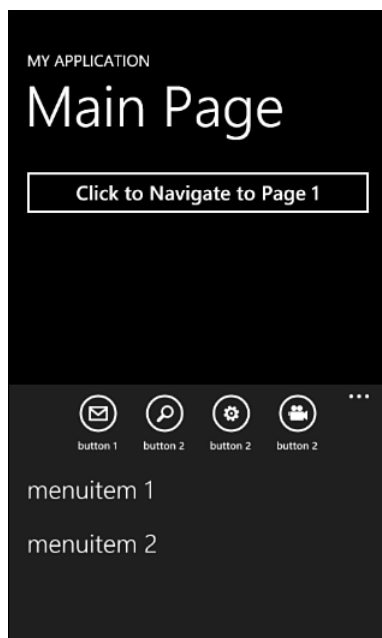 MY APPLICATION
Main Page
Click to Navigate to Page 1
button 1 button 2 button 2 button 2
menuitem 1
menuitem 2